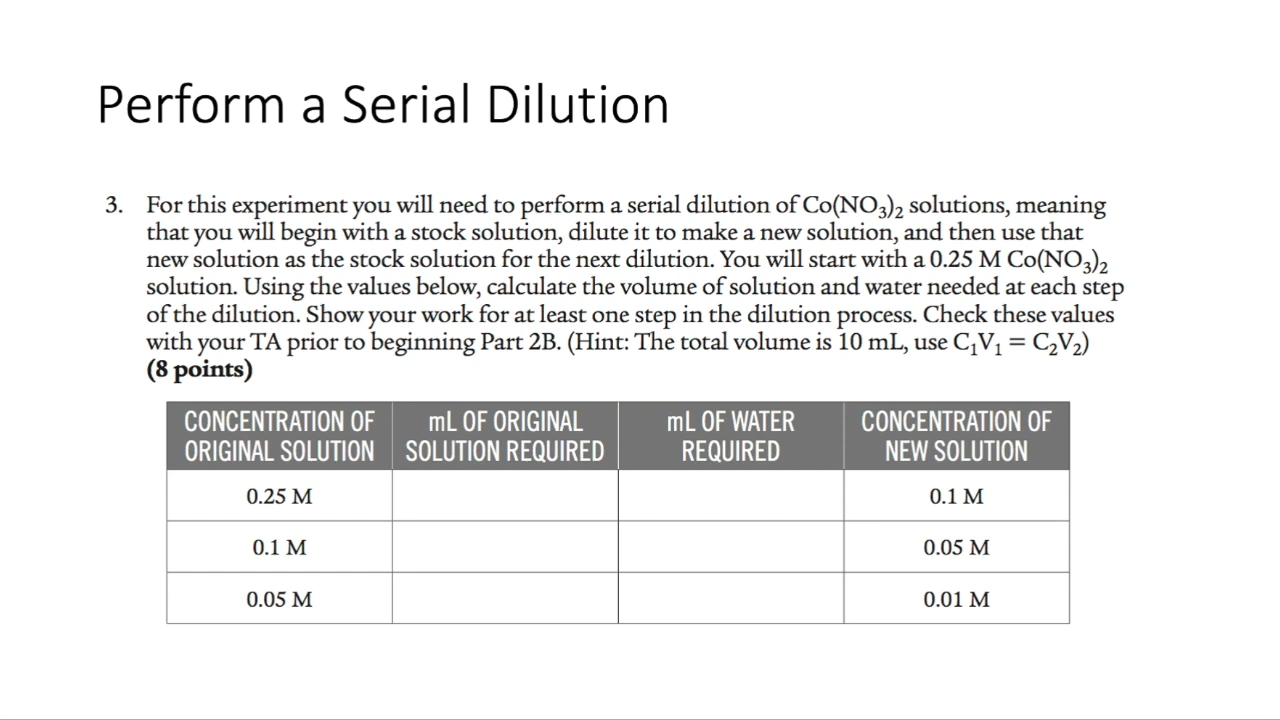 Perform a Serial Dilution
3. For this experiment you will need to perform a serial dilution of Co(NO₃)₂ solutions, meaning
that you will begin with a stock solution, dilute it to make a new solution, and then use that
new solution as the stock solution for the next dilution. You will start with a 0.25 M Co(NO₃)₂
solution. Using the values below, calculate the volume of solution and water needed at each step
of the dilution. Show your work for at least one step in the dilution process. Check these values
with your TA prior to beginning Part 2B. (Hint: The total volume is 10 mL, use C₁V₁ = C₂V₂)
(8 points)
CONCENTRATION OF ORIGINAL SOLUTION
mL OF ORIGINAL SOLUTION REQUIRED
mL OF WATER REQUIRED
CONCENTRATION OF NEW SOLUTION
0.25 M 0.1 M
0.1 M 0.05 M
0.05 M 0.01 M